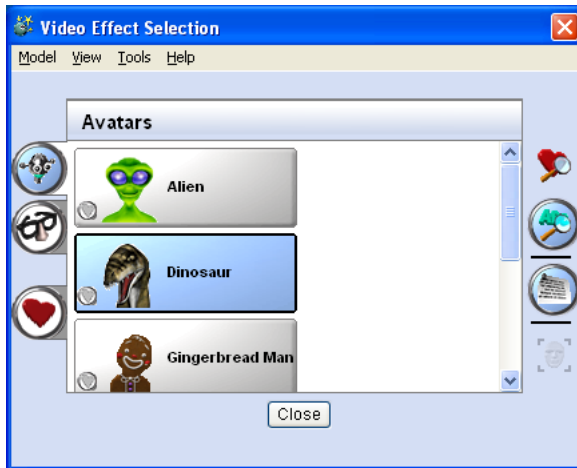 Video Effect Selection
Model View Tools Help
Avatars
Alien
Dinosaur
Gingerbread Man
Close